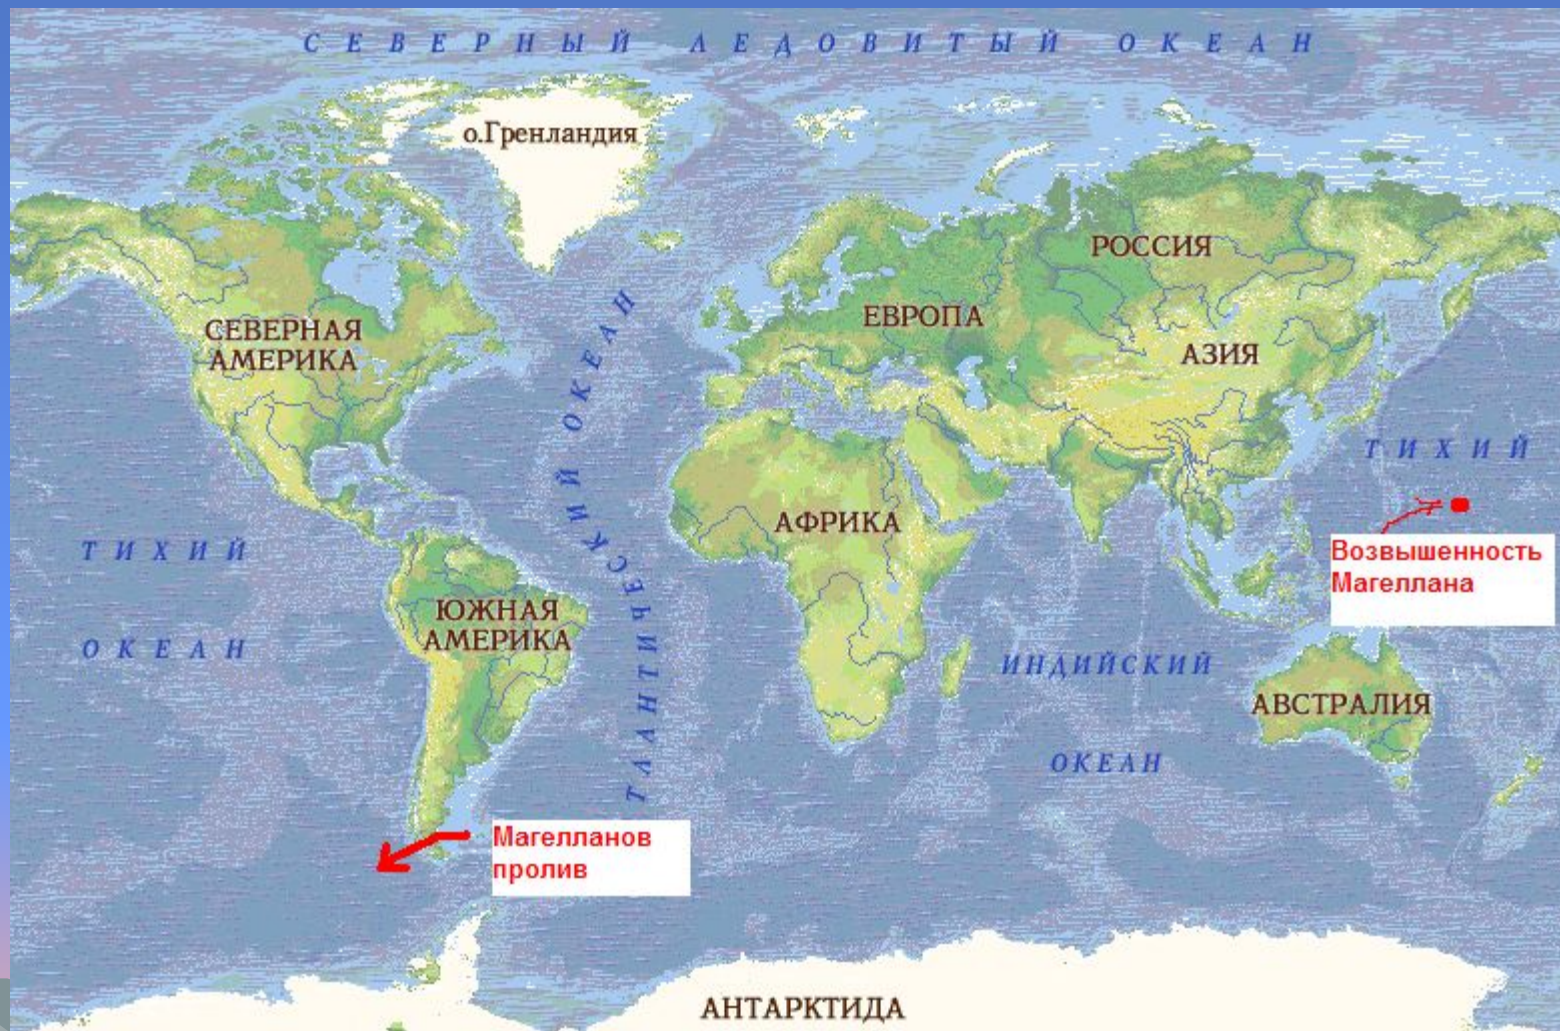 СЕВЕРНЫЙ ЛЕДОВИТЫЙ ОКЕАН
о.Гренландия
РОССИЯ
ЕВРОПА
СЕВЕРНАЯ
АМЕРИКА
АЗИЯ
АТЛАНТИЧЕСКИЙ ОКЕАН
ТИХИЙ
АФРИКА
Возвышенность
Магеллана
ТИХИЙ
ОКЕАН
ЮЖНАЯ
АМЕРИКА
ИНДИЙСКИЙ
ОКЕАН
АВСТРАЛИЯ
Магелланов
пролив
АНТАРКТИДА